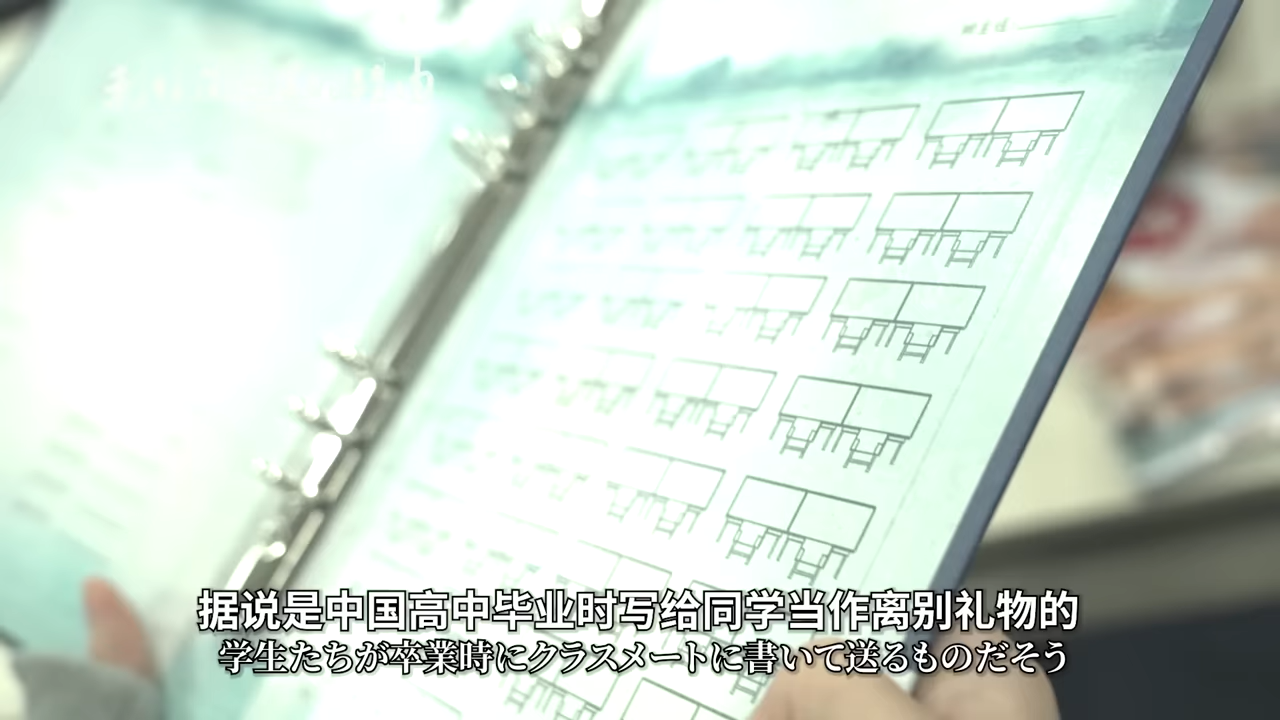 据说是中国高中毕业时写给同学当作离别礼物的
学生たちが卒業時にクラスメートに書いて送るものだそう